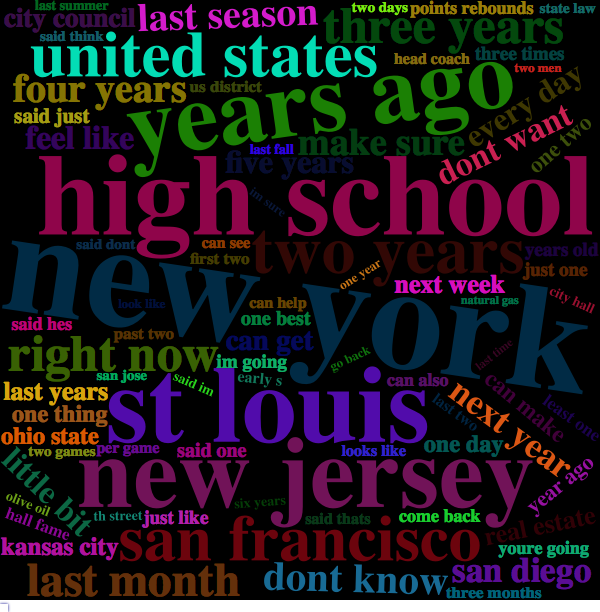 last summer
two days
points rebounds
state law
city council
last season
three years
said think
united states
head coach
three times
two men
four years
us district
years ago
every day
said just
feel like
last fall
make sure
dont want
one two
five years
high school
im sure
said dont
can see
first two
two years
years old
just one
one year
next week
new york
look like
can help
natural gas
city hall
said hes
past two
one best
can get
right now
im going
go back
last time
san jose
said im
early s
can also
can make
last years
st louis
next year
last two
least one
one thing
ohio state
two games
per game
said one
looks like
one day
little bit
new jersey
year ago
olive oil
hall fame
th street
just like
six years
said thats
come back
real estate
kansas city
san francisco
youre going
last month
dont know
san diego
three months